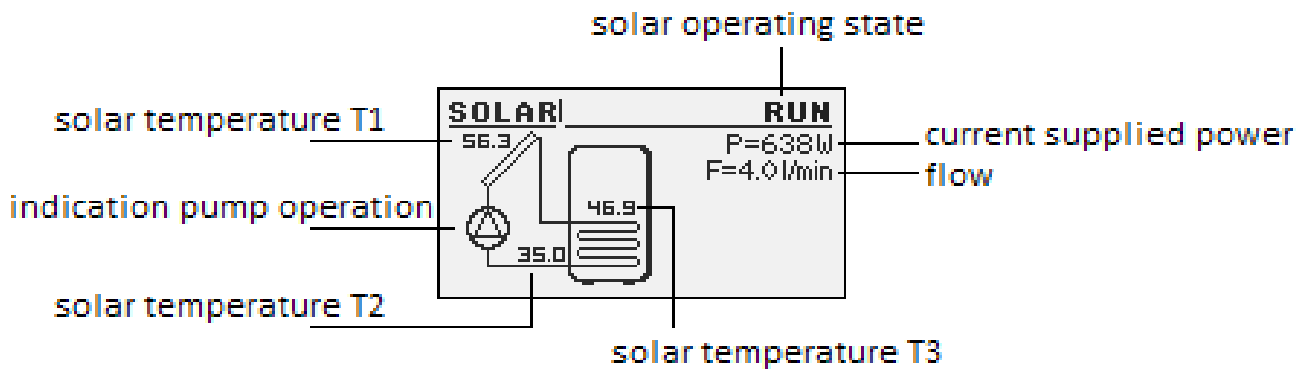 solar operating state
SOLAR RUN
solar temperature T1
56.3
P=638W
current supplied power
F=4.0 l/min
flow
indication pump operation
46.9
35.0
solar temperature T2
solar temperature T3